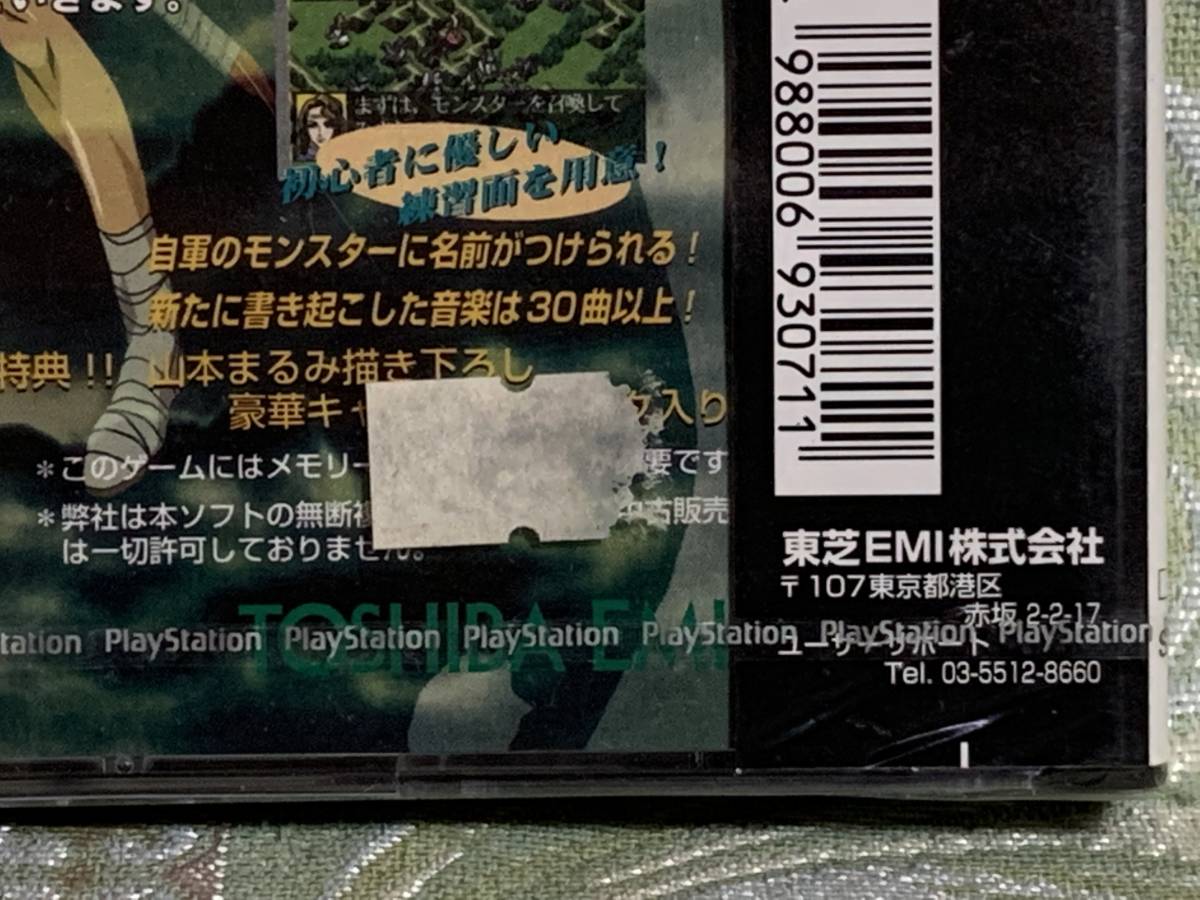 いきます。
まずは、モンスターを召喚して
初心者に優しい
練習面を用意！
自軍のモンスターに名前がつけられる！
新たに書き起こした音楽は30曲以上！
特典！！ 山本まるみ描き下ろし
豪華キャ
ク入り
＊このゲームにはメモリー
要です
＊弊社は本ソフトの無断複
中古販売
は一切許可しておりません。
TOSHIBA EMI
PlayStation PlayStation PlayStation PlayStation PlayStation PlayStation
988006 930711
東芝EMI株式会社
〒107東京都港区
赤坂 2-2-17
ユーザーサポート
Tel. 03-5512-8660